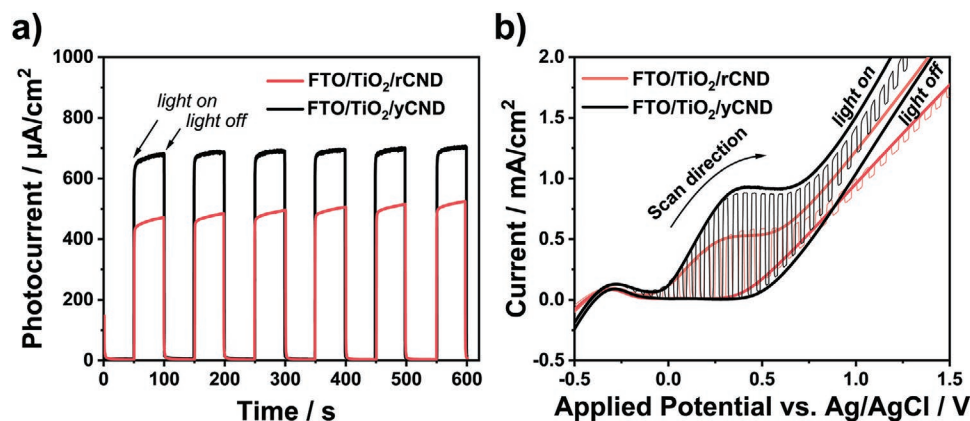 a)
Photocurrent / µA/cm²
1000
800
600
400
200
0
FTO/TiO₂/rCND
FTO/TiO₂/yCND
light on
light off
0 100 200 300 400 500 600
Time / s
b)
Current / mA/cm²
2.0
1.5
1.0
0.5
0.0
-0.5
FTO/TiO₂/rCND
FTO/TiO₂/yCND
Scan direction
light on
light off
-0.5 0.0 0.5 1.0 1.5
Applied Potential vs. Ag/AgCl / V